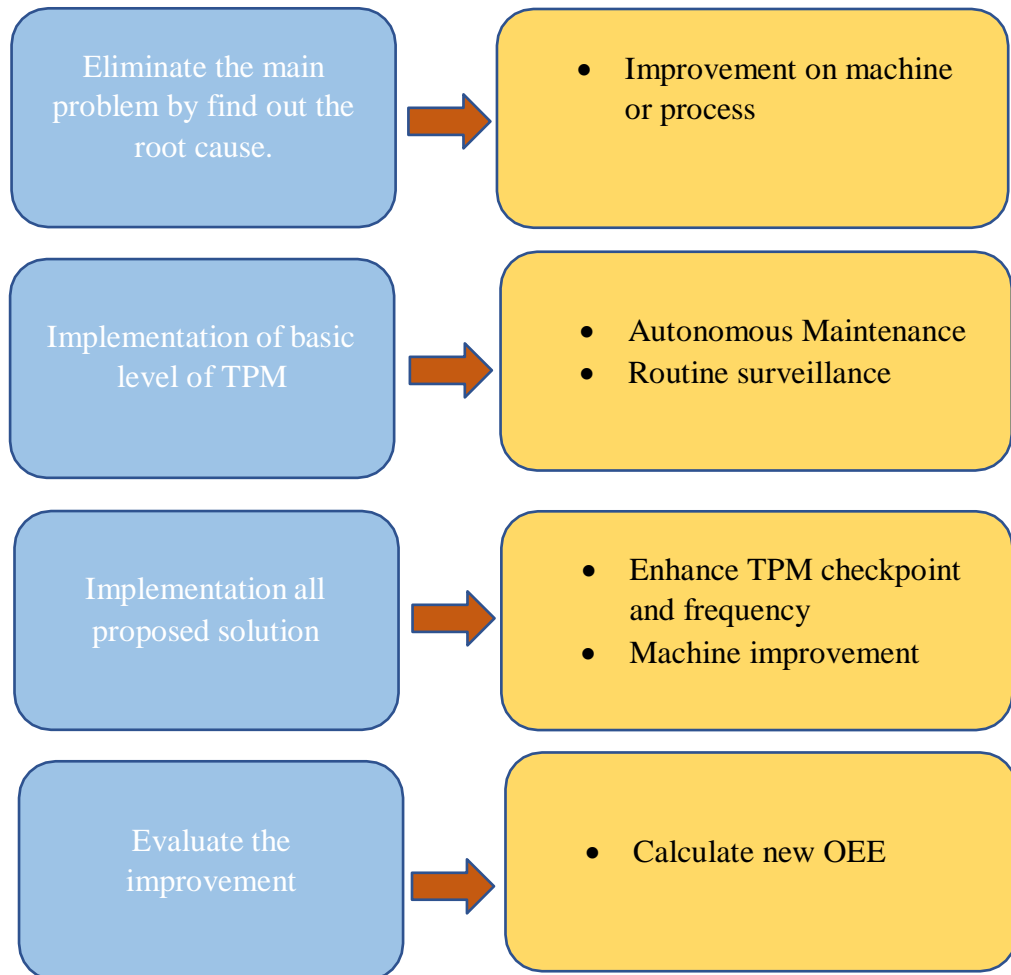 Eliminate the main
problem by find out the
root cause.
• Improvement on machine
or process
Implementation of basic
level of TPM
• Autonomous Maintenance
• Routine surveillance
Implementation all
proposed solution
• Enhance TPM checkpoint
and frequency
• Machine improvement
Evaluate the
improvement
• Calculate new OEE